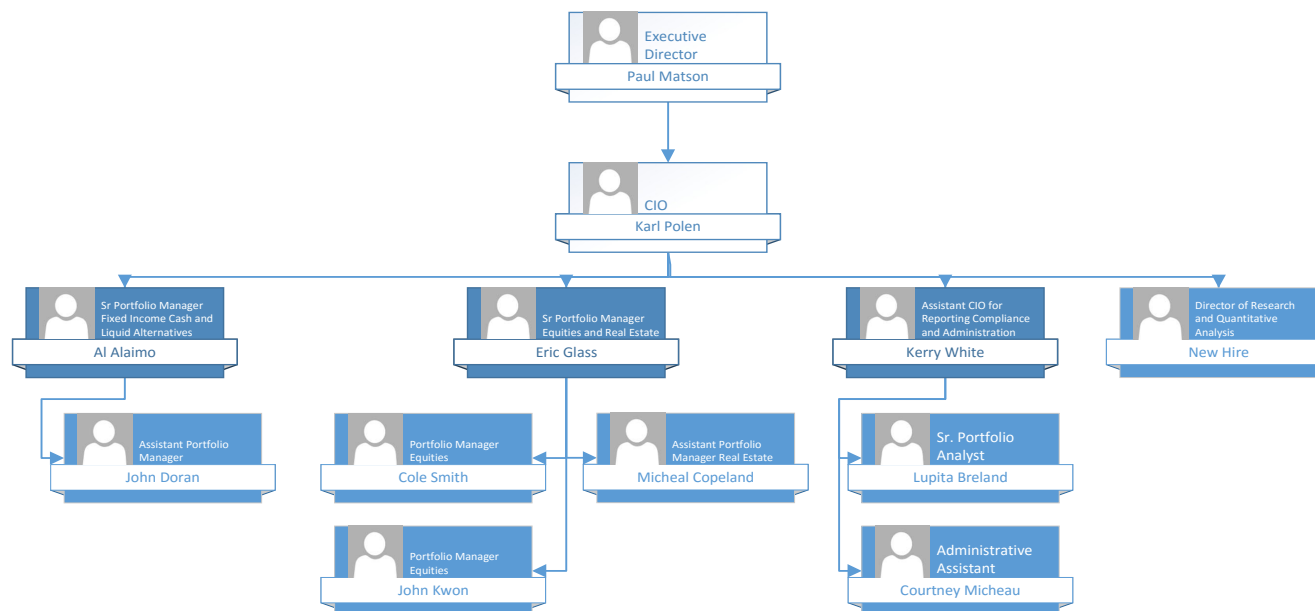 Executive
Director
Paul Matson
CIO
Karl Polen
Sr Portfolio Manager
Fixed Income Cash and
Liquid Alternatives
Al Alaimo
Sr Portfolio Manager
Equities and Real Estate
Eric Glass
Assistant CIO for
Reporting Compliance
and Administration
Kerry White
Director of Research
and Quantitative
Analysis
New Hire
Assistant Portfolio
Manager
John Doran
Portfolio Manager
Equities
Cole Smith
Assistant Portfolio
Manager Real Estate
Micheal Copeland
Sr. Portfolio
Analyst
Lupita Breland
Portfolio Manager
Equities
John Kwon
Administrative
Assistant
Courtney Micheau